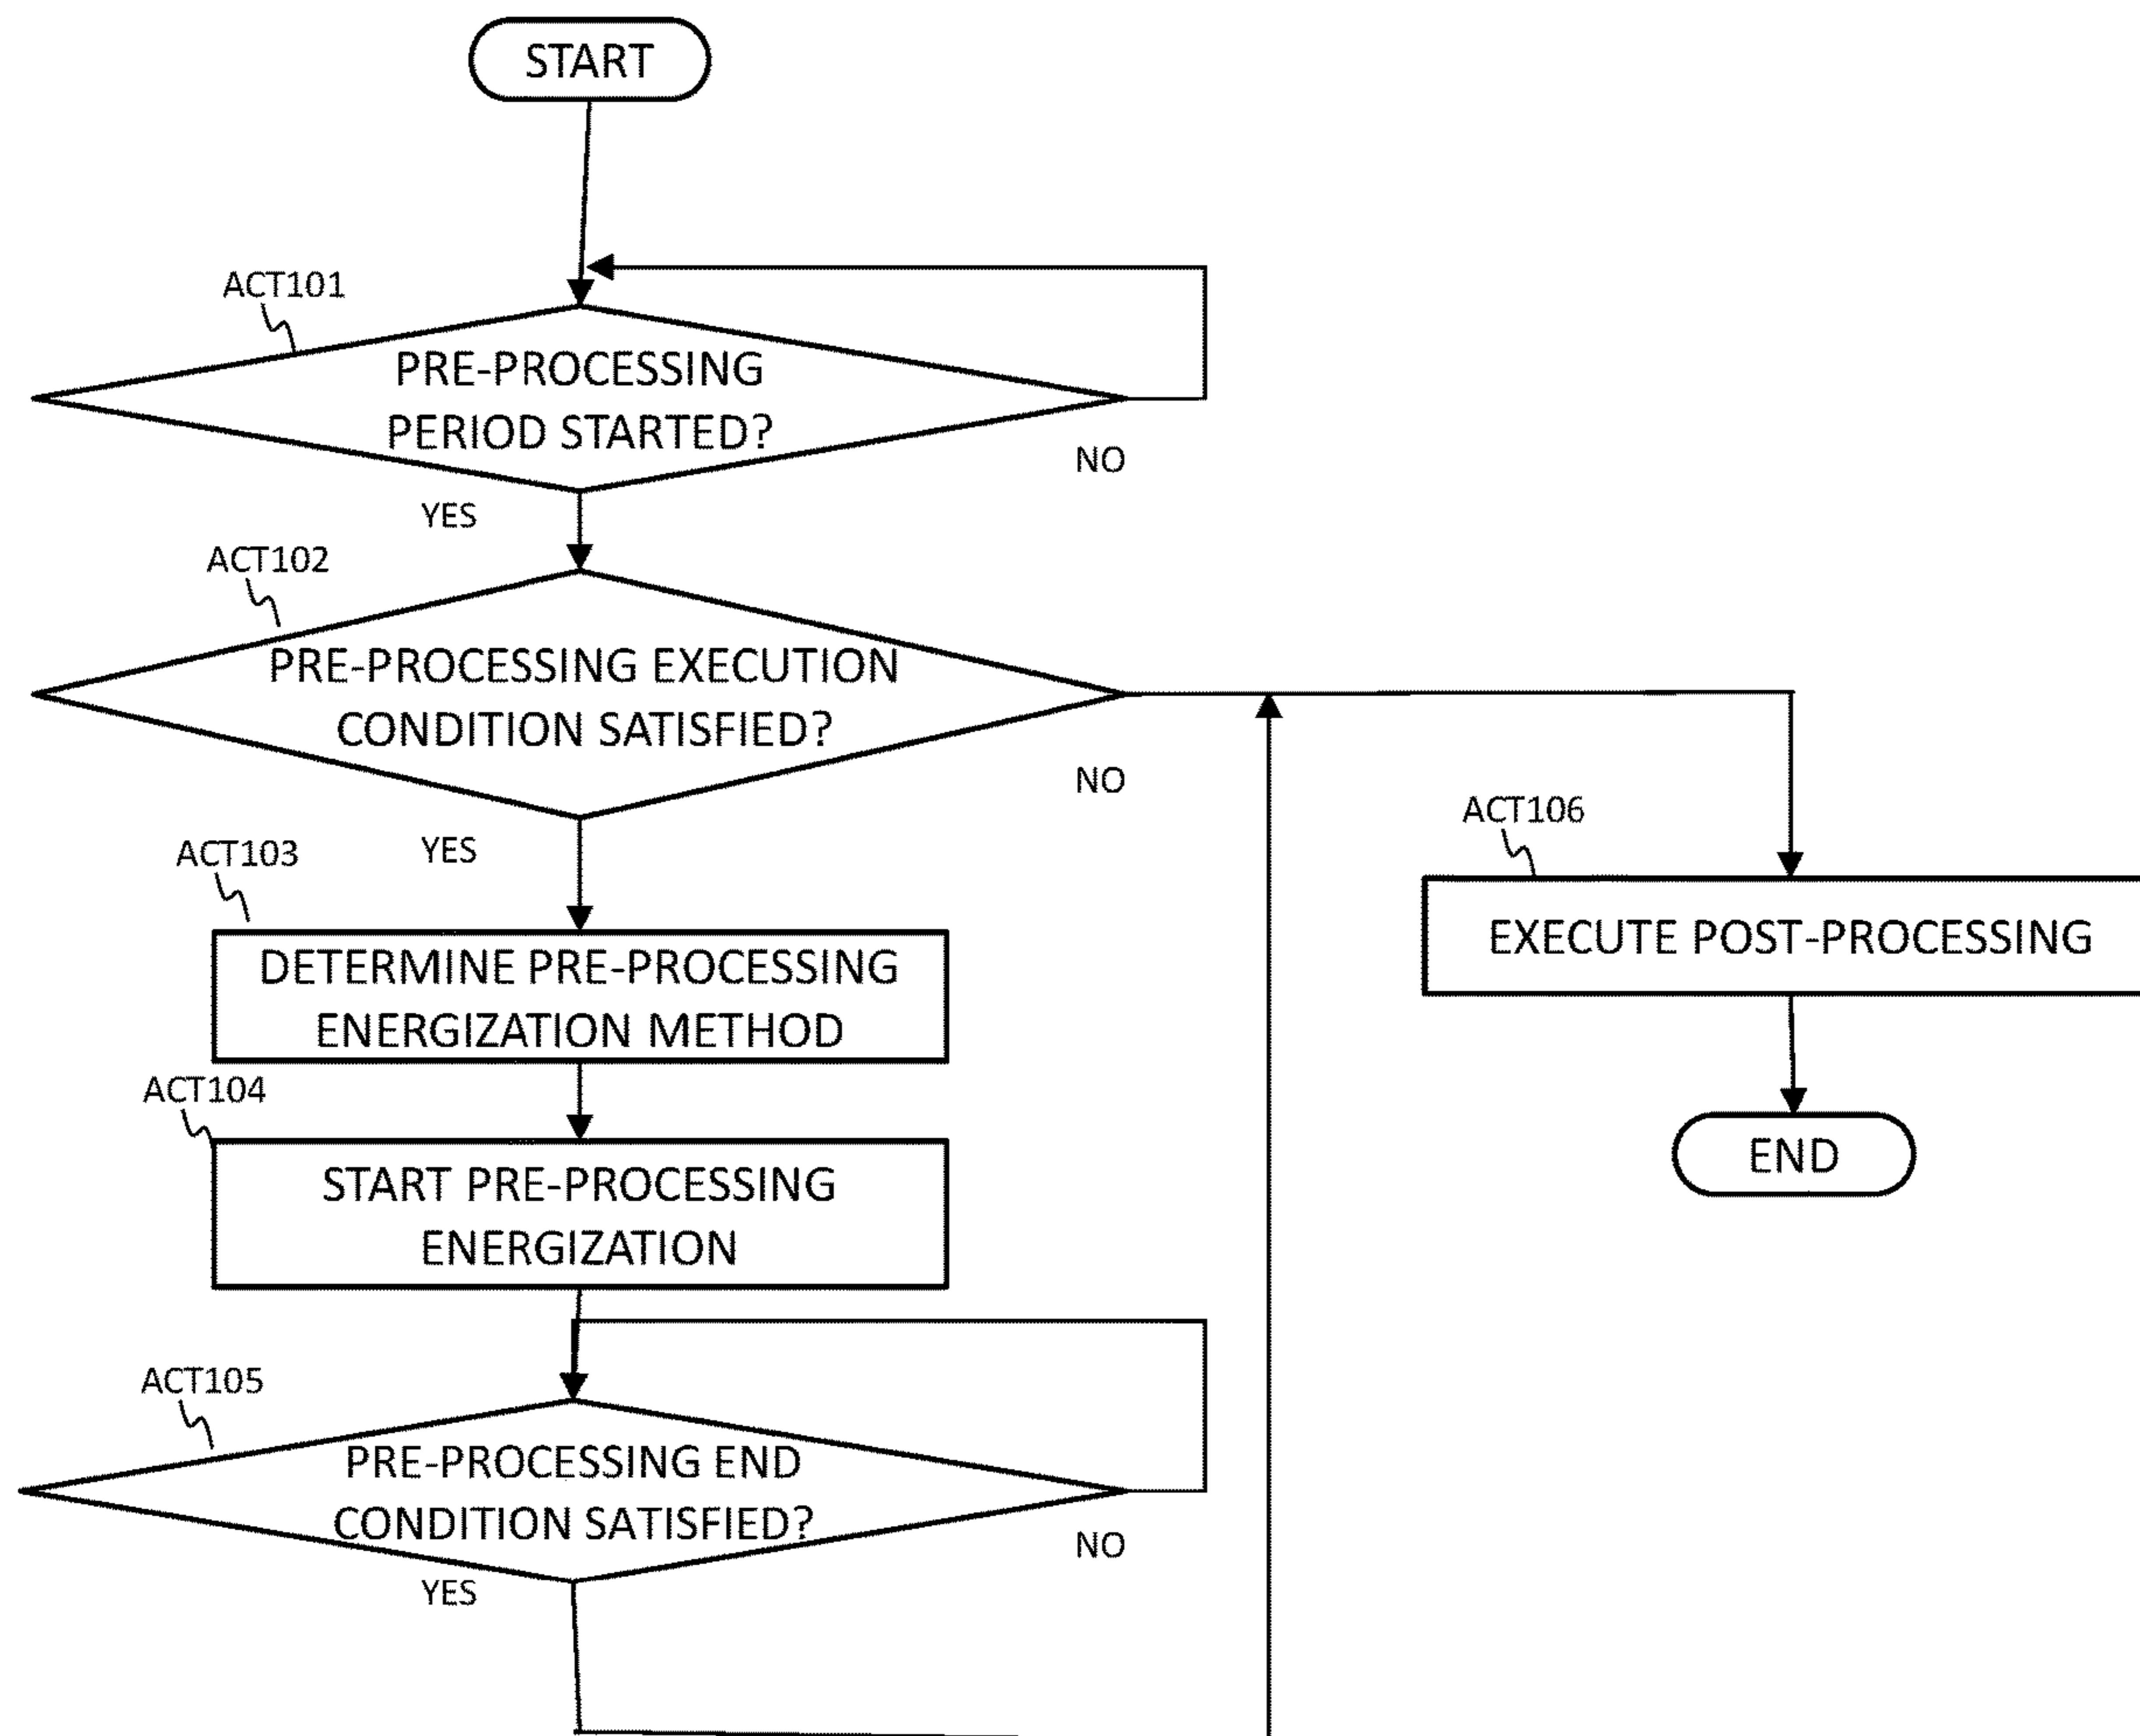 START
ACT101
PRE-PROCESSING
PERIOD STARTED?
NO
YES
ACT102
PRE-PROCESSING EXECUTION
CONDITION SATISFIED?
NO
YES
ACT103
DETERMINE PRE-PROCESSING
ENERGIZATION METHOD
ACT104
START PRE-PROCESSING
ENERGIZATION
ACT105
PRE-PROCESSING END
CONDITION SATISFIED?
NO
YES
ACT106
EXECUTE POST-PROCESSING
END